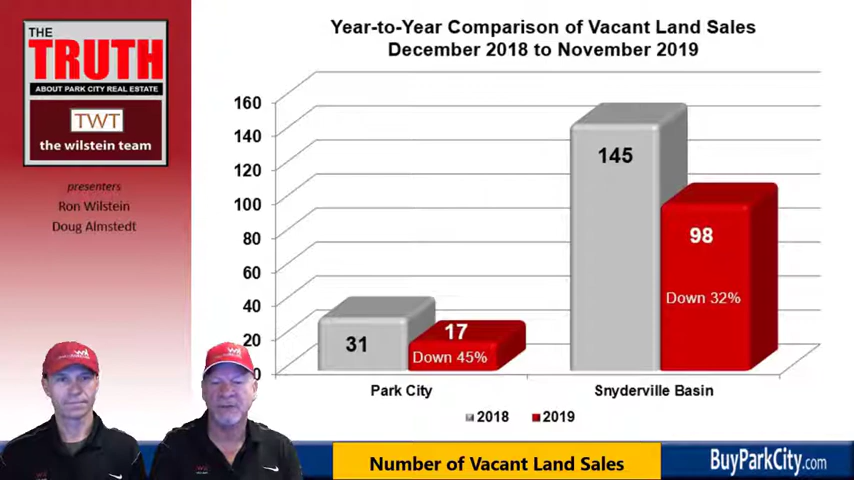 THE
TRUTH
ABOUT PARK CITY REAL ESTATE
TWT
the wilstein team
presenters
Ron Wilstein
Doug Almstedt
Year-to-Year Comparison of Vacant Land Sales
December 2018 to November 2019
160
140
120
100
80
60
40
20
0
31
17
Down 45%
145
98
Down 32%
Park City
Snyderville Basin
2018
2019
Number of Vacant Land Sales
BuyParkCity.com